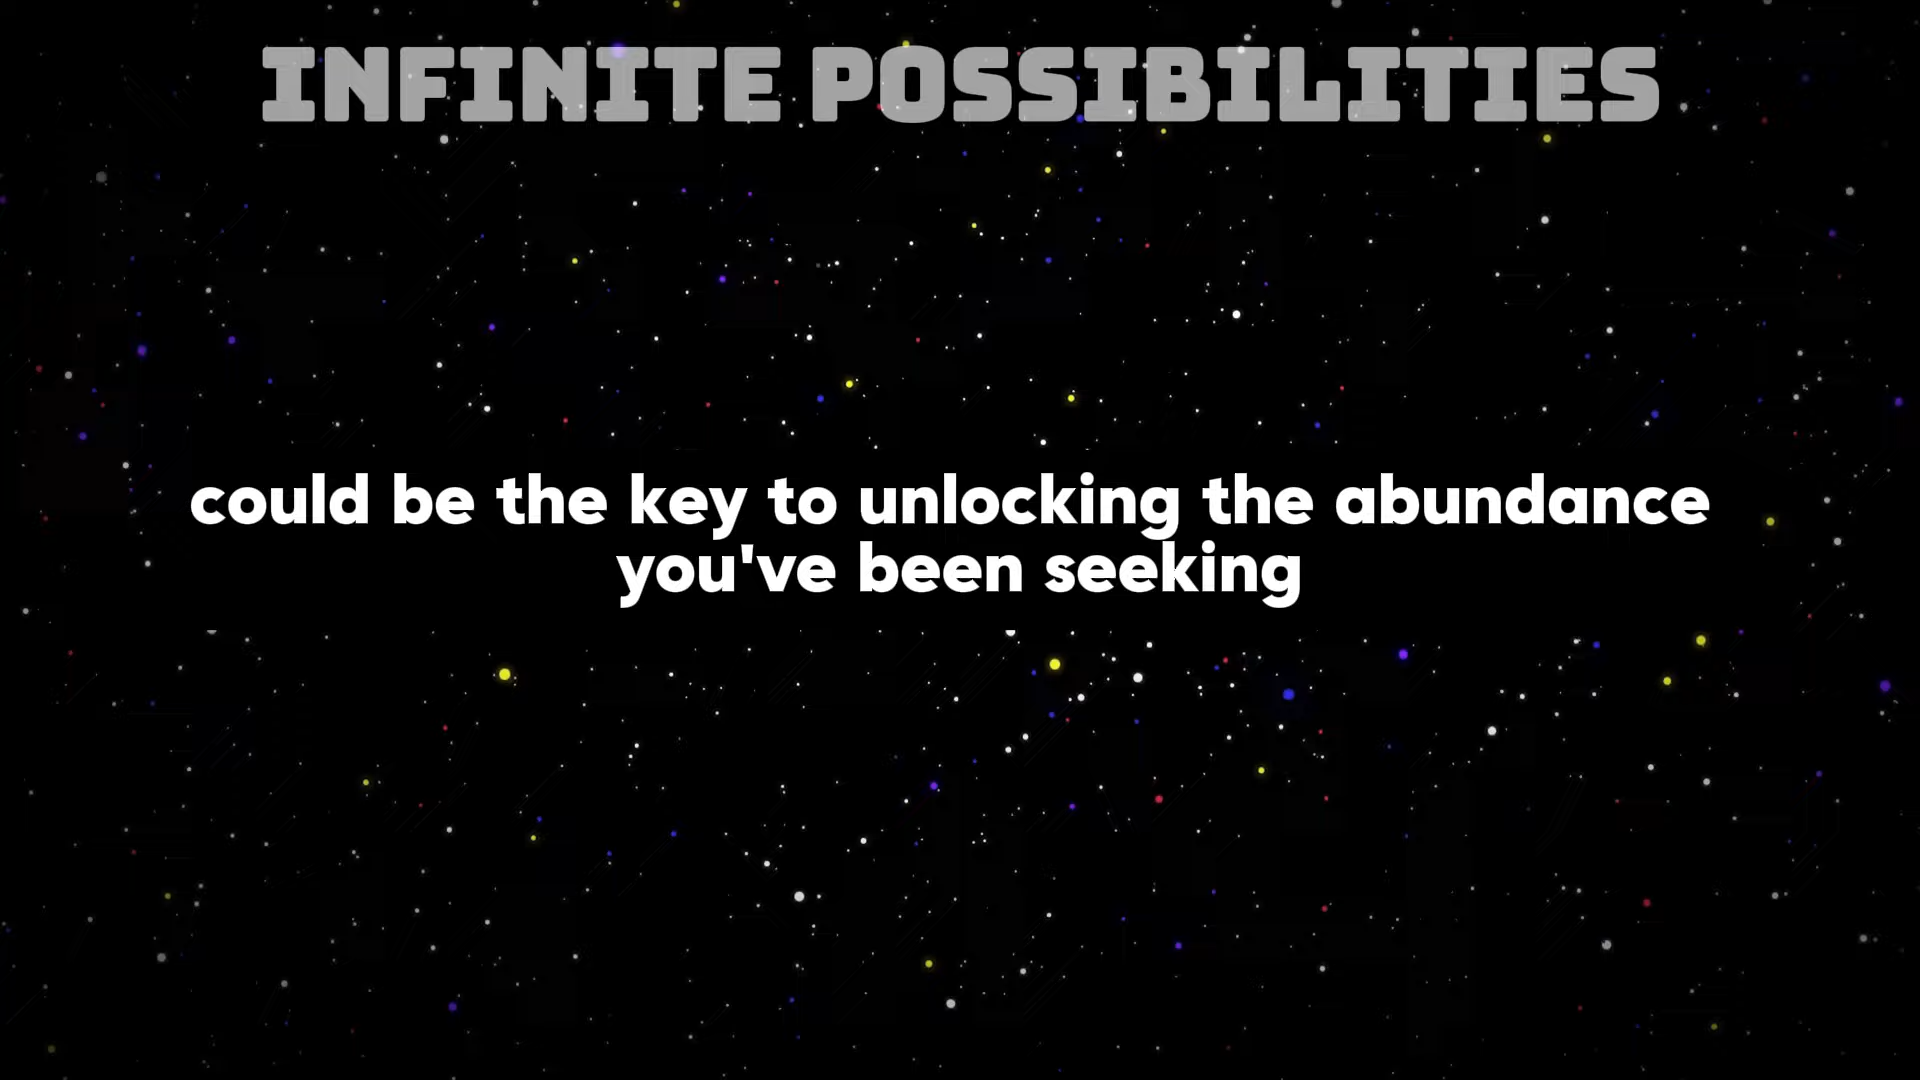 INFINITE POSSIBILITIES
could be the key to unlocking the abundance
you've been seeking